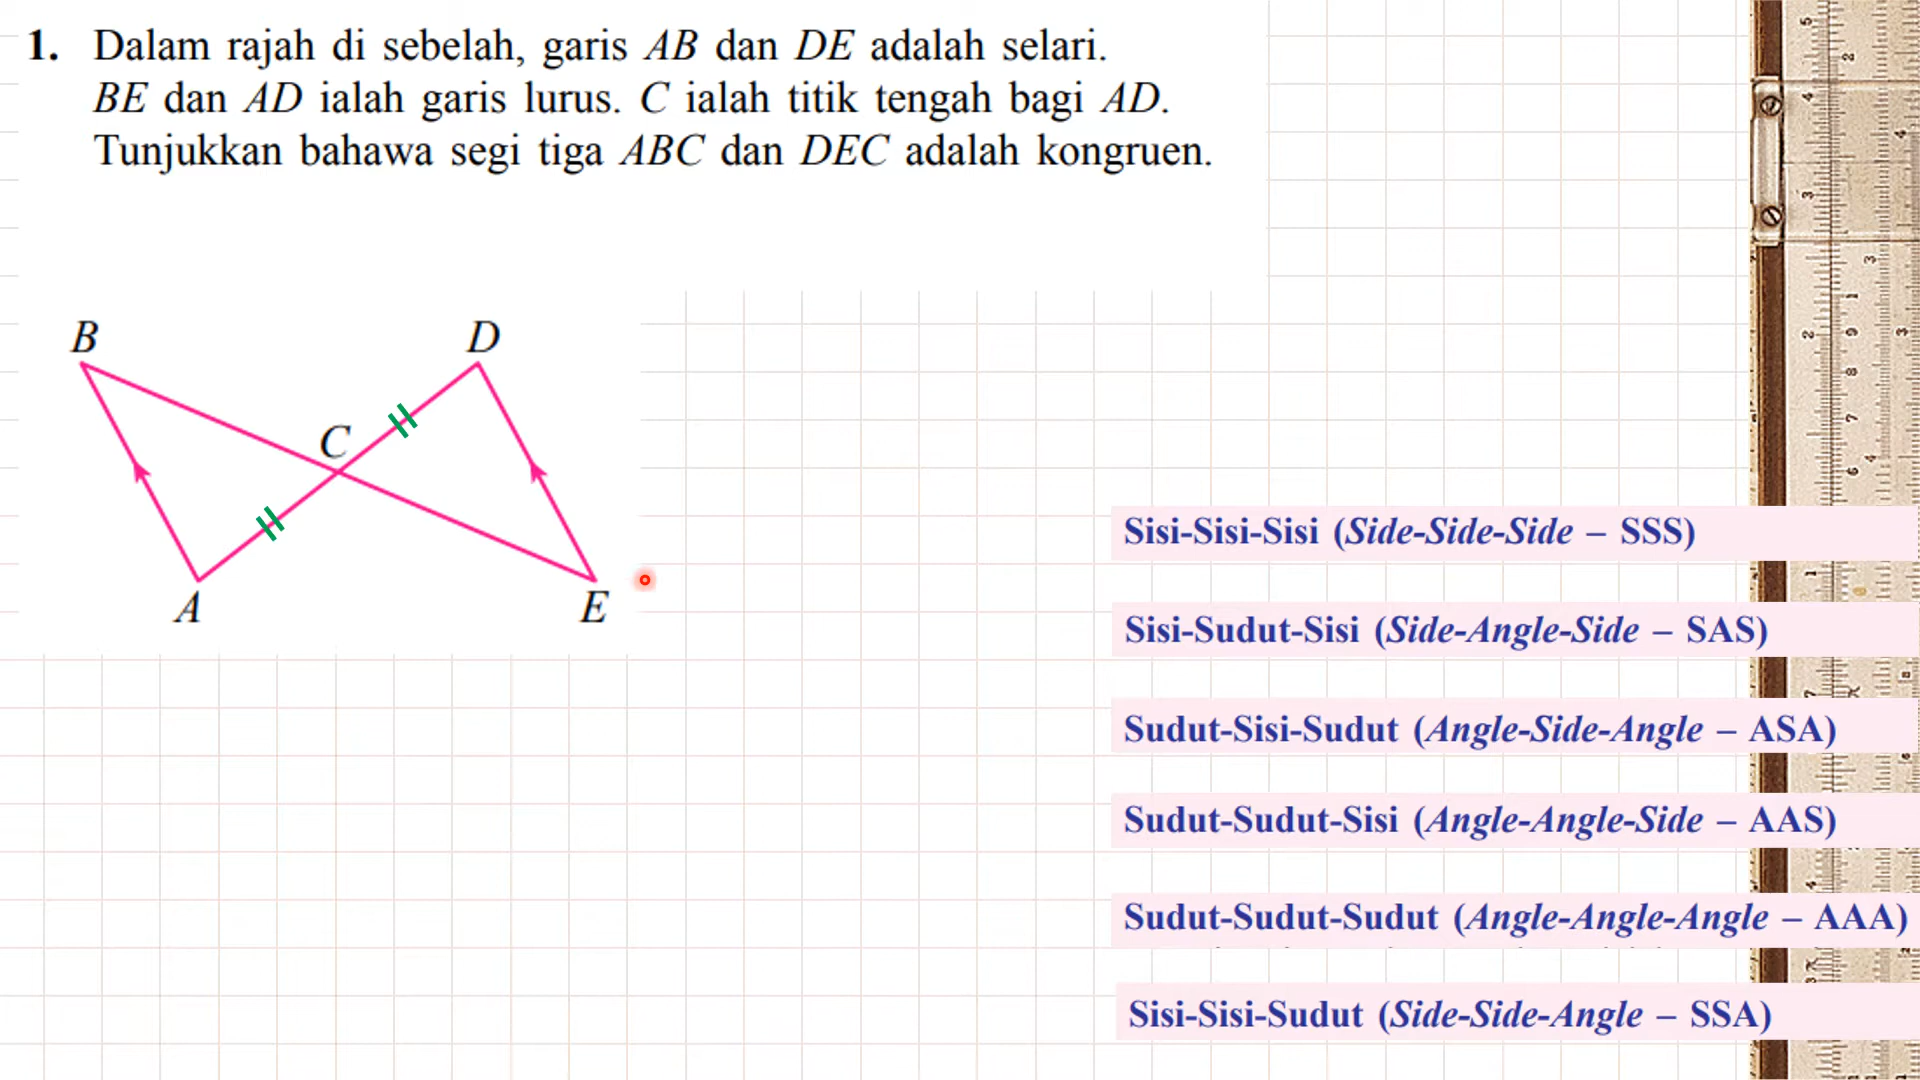 1. Dalam rajah di sebelah, garis AB dan DE adalah selari.
BE dan AD ialah garis lurus. C ialah titik tengah bagi AD.
Tunjukkan bahawa segi tiga ABC dan DEC adalah kongruen.
B
D
C
A
E
Sisi-Sisi-Sisi (Side-Side-Side – SSS)
Sisi-Sudut-Sisi (Side-Angle-Side – SAS)
Sudut-Sisi-Sudut (Angle-Side-Angle – ASA)
Sudut-Sudut-Sisi (Angle-Angle-Side – AAS)
Sudut-Sudut-Sudut (Angle-Angle-Angle – AAA)
Sisi-Sisi-Sudut (Side-Side-Angle – SSA)